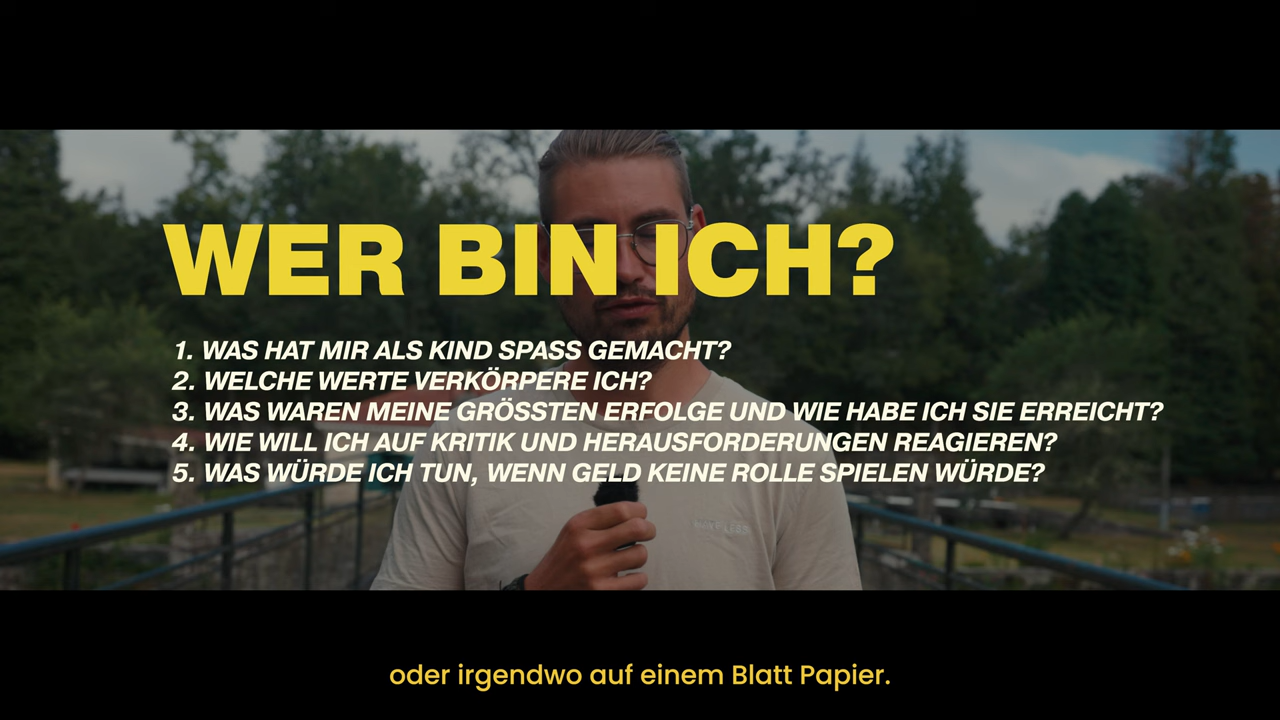 WER BIN ICH?
1. WAS HAT MIR ALS KIND SPASS GEMACHT?
2. WELCHE WERTE VERKÖRPERE ICH?
3. WAS WAREN MEINE GRÖSSTEN ERFOLGE UND WIE HABE ICH SIE ERREICHT?
4. WIE WILL ICH AUF KRITIK UND HERAUSFORDERUNGEN REAGIEREN?
5. WAS WÜRDE ICH TUN, WENN GELD KEINE ROLLE SPIELEN WÜRDE?
oder irgendwo auf einem Blatt Papier.